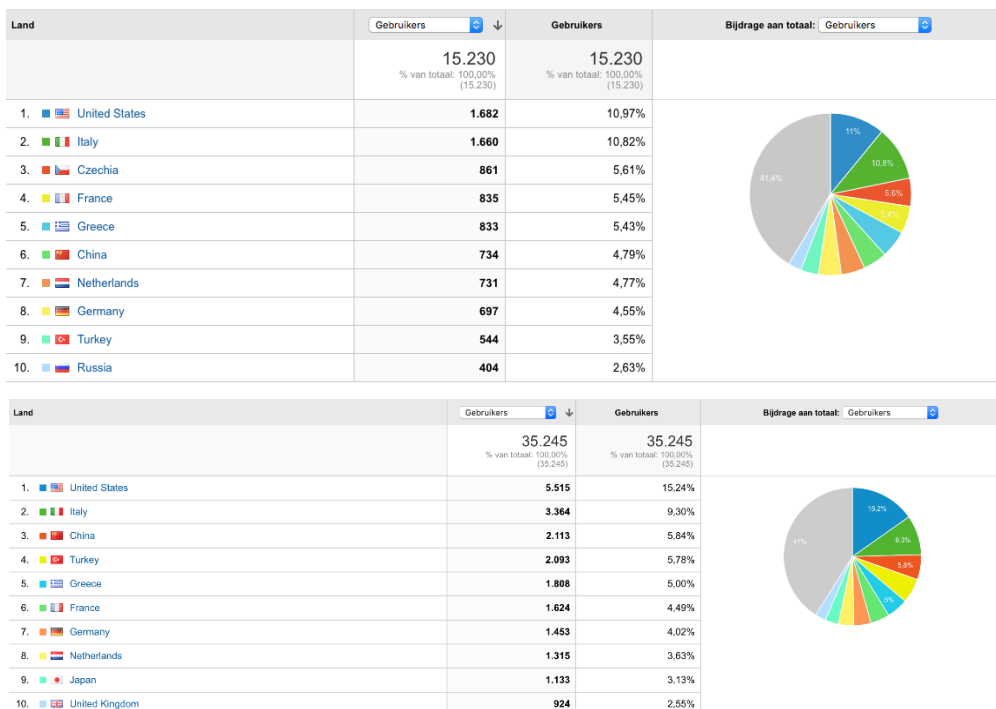 Land Gebruikers Gebruikers Bijdrage aan totaal: Gebruikers
15.230 15.230
% van totaal: 100,00% % van totaal: 100,00%
(15.230) (15.230)
1. United States 1.682 10,97%
2. Italy 1.660 10,82%
3. Czechia 861 5,61%
4. France 835 5,45%
5. Greece 833 5,43%
6. China 734 4,79%
7. Netherlands 731 4,77%
8. Germany 697 4,55%
9. Turkey 544 3,55%
10. Russia 404 2,63%
11%
10,8%
5,6%
5,4%
41,4%
Land Gebruikers Gebruikers Bijdrage aan totaal: Gebruikers
35.245 35.245
% van totaal: 100,00% % van totaal: 100,00%
(35.245) (35.245)
1. United States 5.515 15,24%
2. Italy 3.364 9,30%
3. China 2.113 5,84%
4. Turkey 2.093 5,78%
5. Greece 1.808 5,00%
6. France 1.624 4,49%
7. Germany 1.453 4,02%
8. Netherlands 1.315 3,63%
9. Japan 1.133 3,13%
10. United Kingdom 924 2,55%
15,2%
9,3%
5,8%
5%
41%